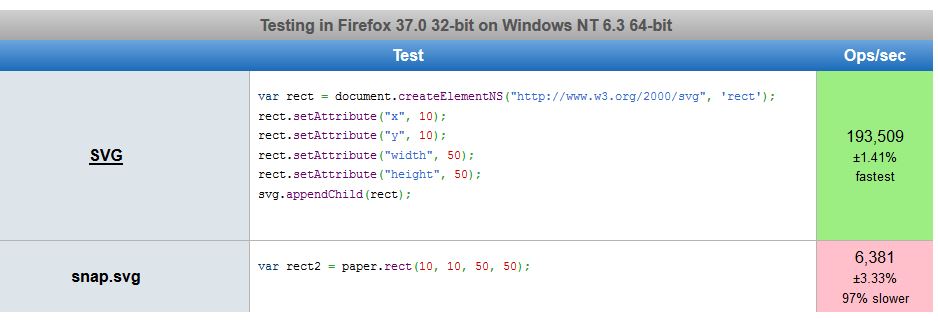 Testing in Firefox 37.0 32-bit on Windows NT 6.3 64-bit
Test Ops/sec
SVG
var rect = document.createElementNS("http://www.w3.org/2000/svg", 'rect');
rect.setAttribute("x", 10);
rect.setAttribute("y", 10);
rect.setAttribute("width", 50);
rect.setAttribute("height", 50);
svg.appendChild(rect);
193,509
±1.41%
fastest
snap.svg
var rect2 = paper.rect(10, 10, 50, 50);
6,381
±3.33%
97% slower